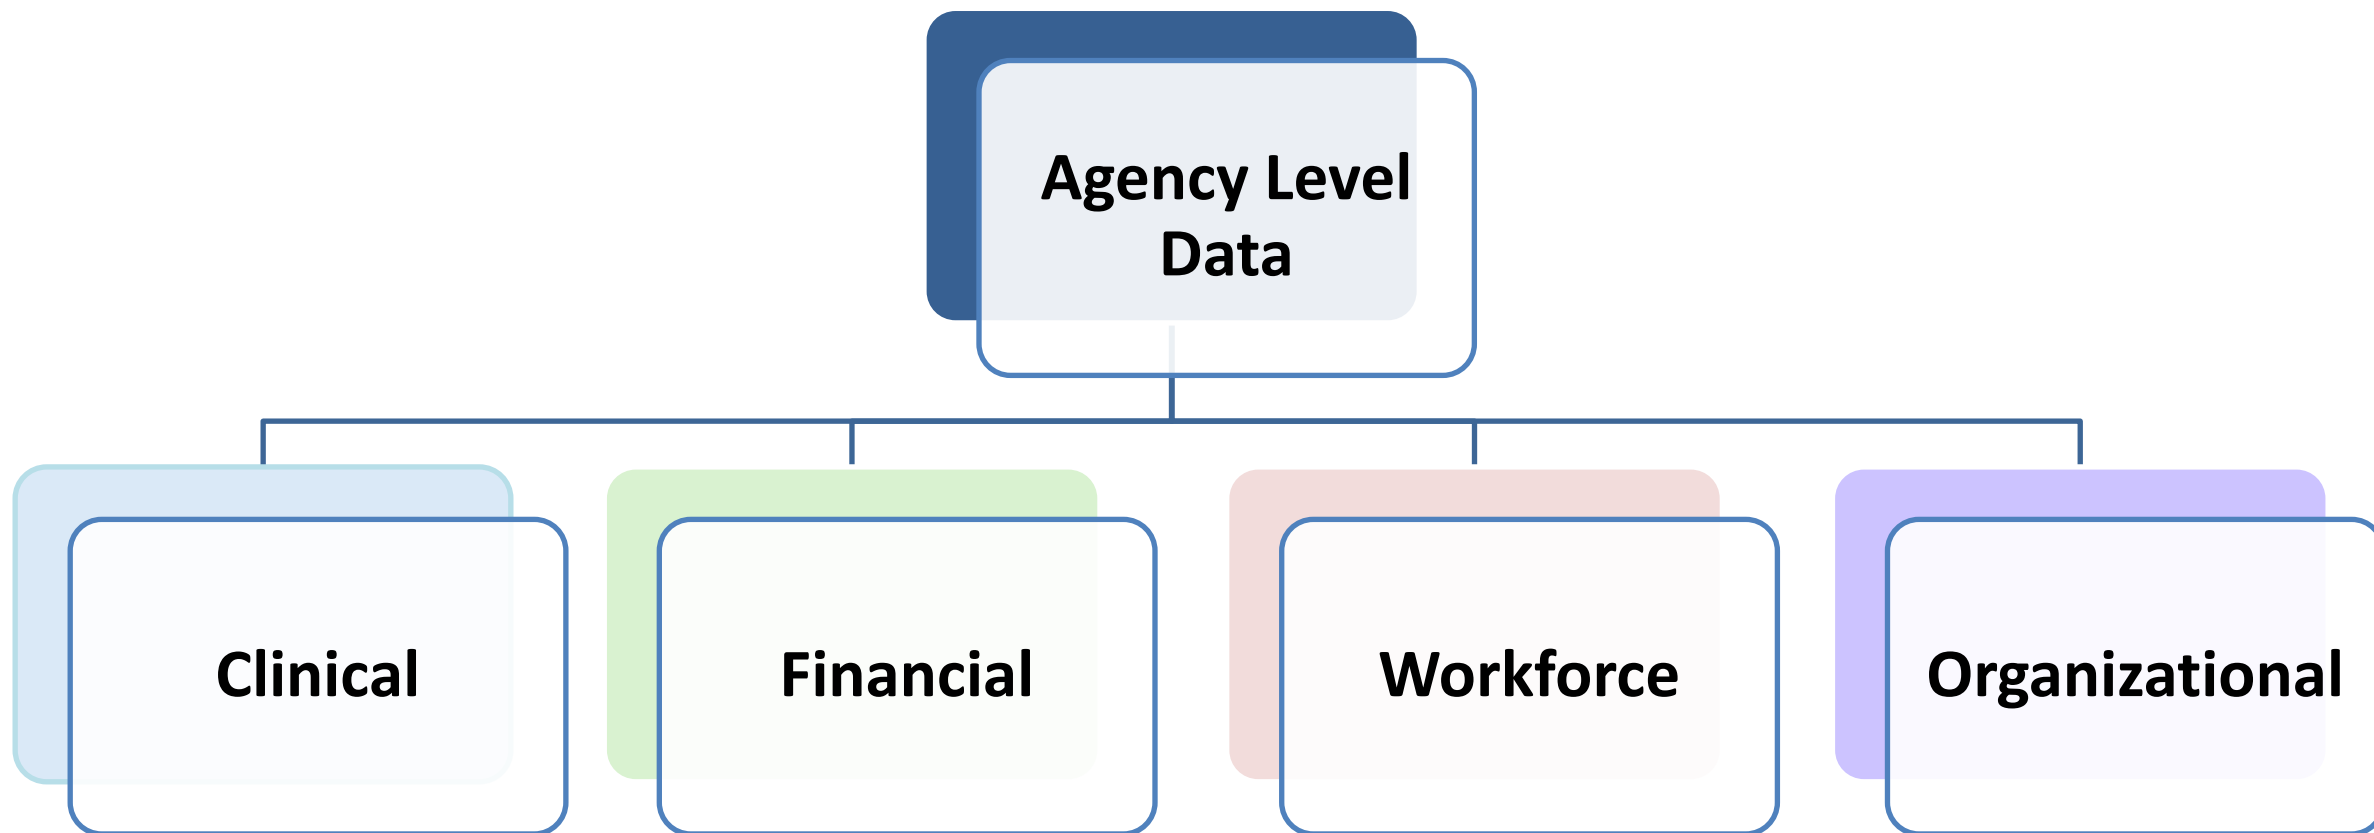 Agency Level
Data
Clinical
Financial
Workforce
Organizational